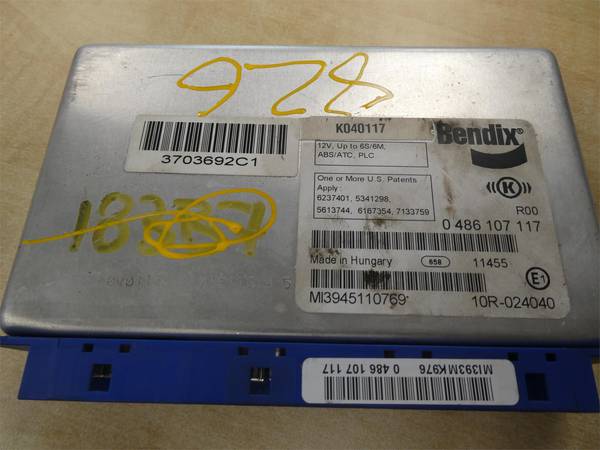 928
K040117
Bendix
12V, Up to 6S/6M,
ABS/ATC, PLC
3703692C1
One or More U.S. Patents
Apply :
6237401, 5341298,
5613744, 6167354, 7133759
K
R00
0 486 107 117
Made in Hungary
658
11455
E1
MI3945110769
10R-024040
MI393MK976 0 486 107 117